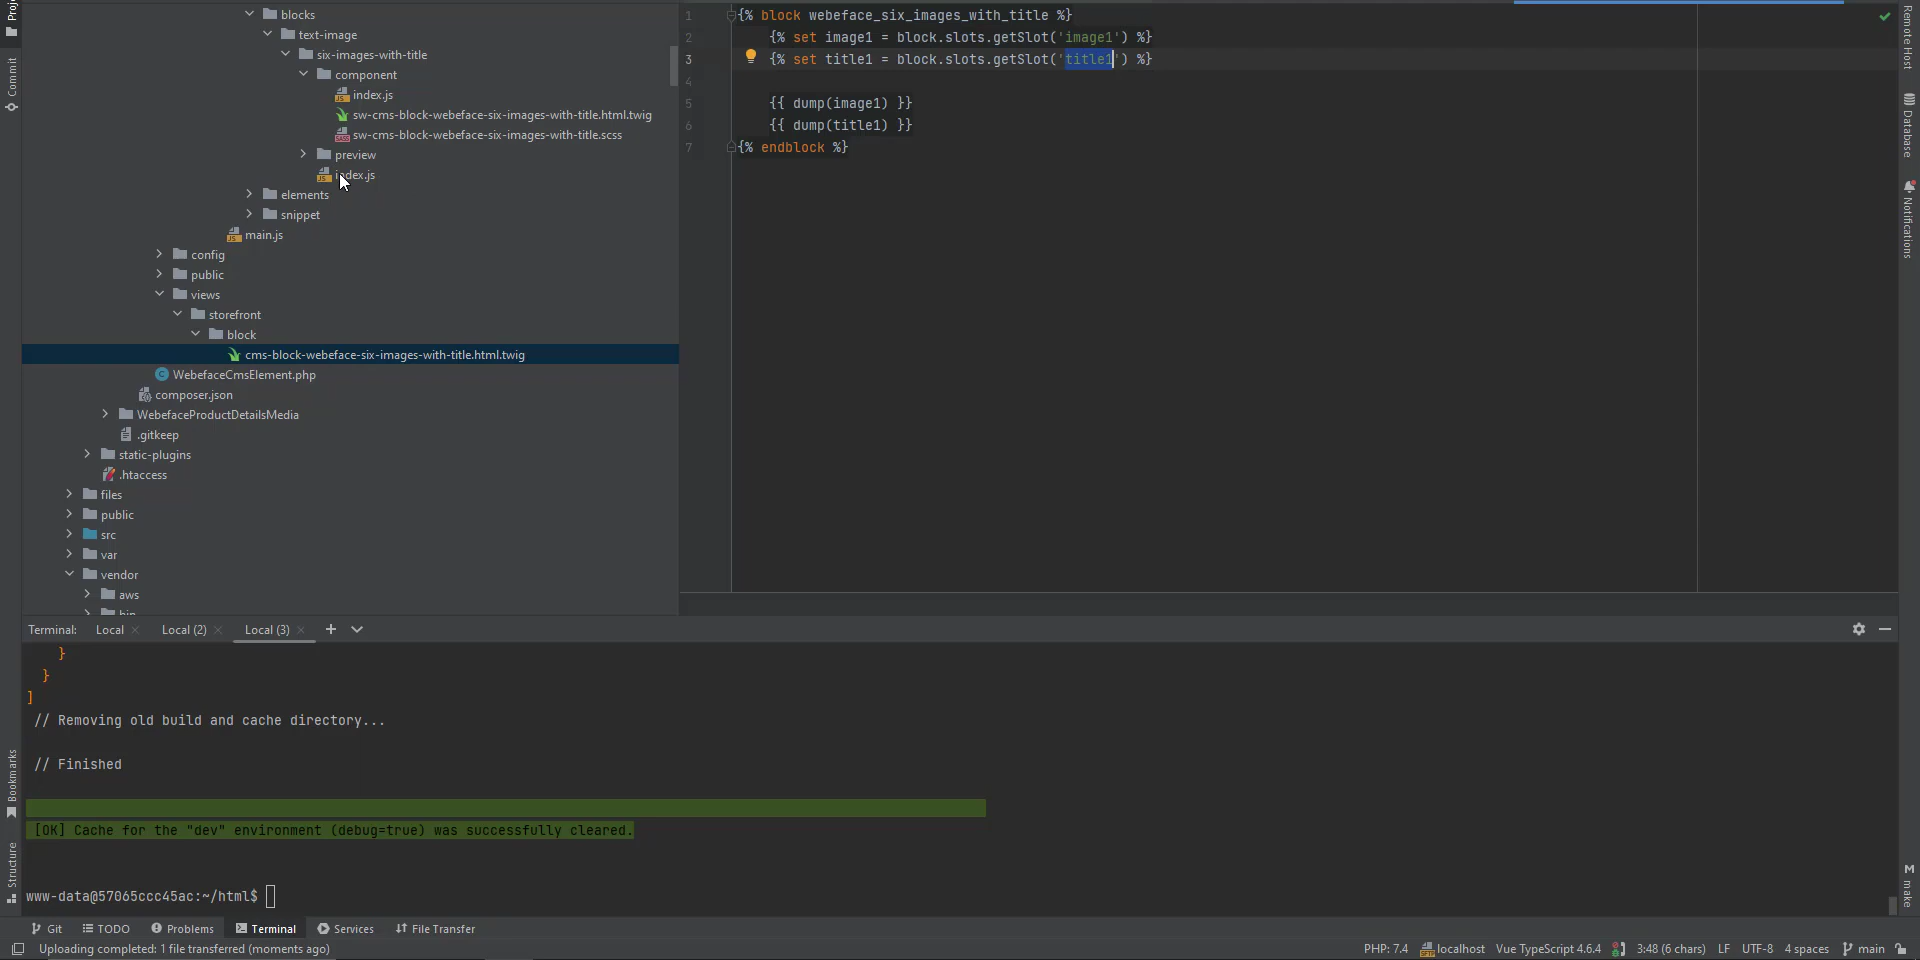 Proje
Commit
Bookmarks
Structure
blocks
text-image
six-images-with-title
component
index.js
sw-cms-block-webeface-six-images-with-title.html.twig
sw-cms-block-webeface-six-images-with-title.scss
preview
index.js
elements
snippet
main.js
config
public
views
storefront
block
cms-block-webeface-six-images-with-title.html.twig
WebefaceCmsElement.php
composer.json
WebefaceProductDetailsMedia
.gitkeep
static-plugins
.htaccess
files
public
src
var
vendor
aws
bin
1 {% block webeface_six_images_with_title %}
2 {% set image1 = block.slots.getSlot('image1') %}
3 {% set title1 = block.slots.getSlot('title1') %}
4
5 {{ dump(image1) }}
6 {{ dump(title1) }}
7 {% endblock %}
Remote Host
Database
Notifications
make
Terminal: Local Local (2) Local (3)
}
}
]
// Removing old build and cache directory...
// Finished
[OK] Cache for the "dev" environment (debug=true) was successfully cleared.
www-data@57065ccc45ac:~/html$
Git TODO Problems Terminal Services File Transfer
Uploading completed: 1 file transferred (moments ago) PHP: 7.4 localhost Vue TypeScript 4.6.4 3:48 (6 chars) LF UTF-8 4 spaces main